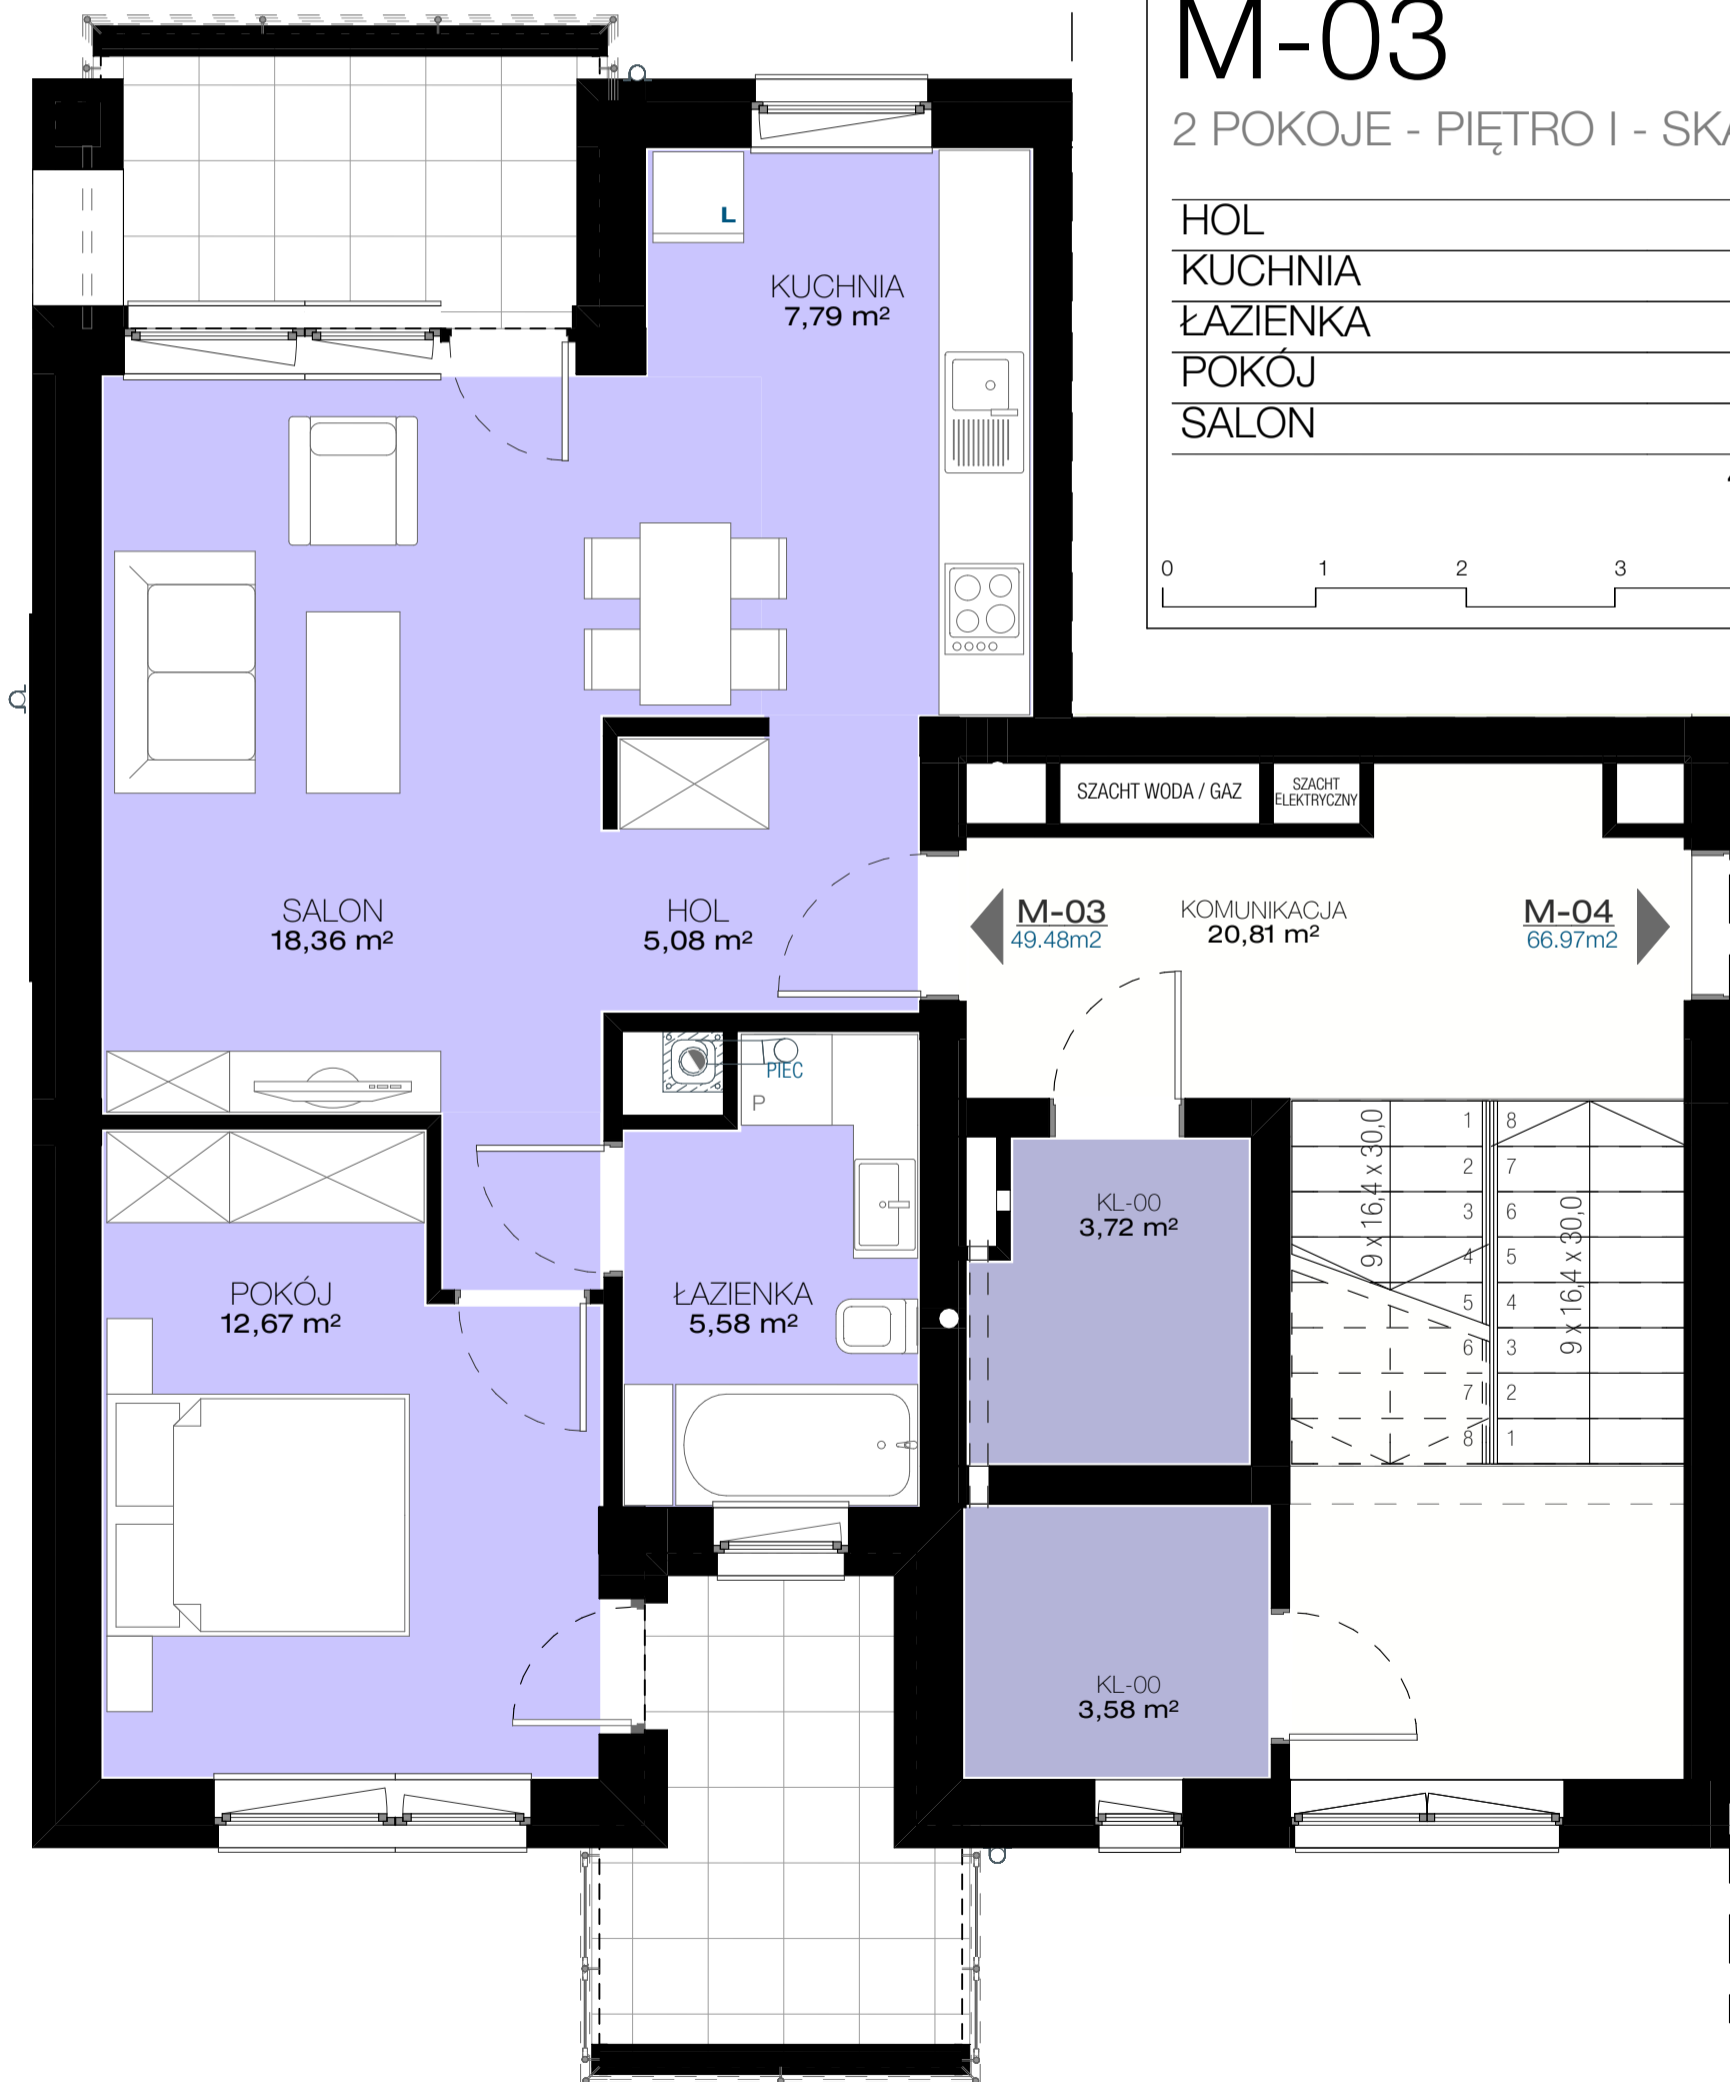 M-03
2 POKOJE - PIĘTRO I -
HOL
KUCHNIA
ŁAZIENKA
POKÓJ
SALON
0 1 2 3
L
KUCHNIA
7,79 m²
SZACHT WODA / GAZ
SZACHT
ELEKTRYCZNY
SALON
18,36 m²
HOL
5,08 m²
M-03
49.48m2
KOMUNIKACJA
20,81 m²
M-04
66.97m2
PIEC
P
POKÓJ
12,67 m²
ŁAZIENKA
5,58 m²
KL-00
3,72 m²
9 x 16,4 x 30,0
9 x 16,4 x 30,0
1 8
2 7
3 6
4 5
5 4
6 3
7 2
8 1
KL-00
3,58 m²